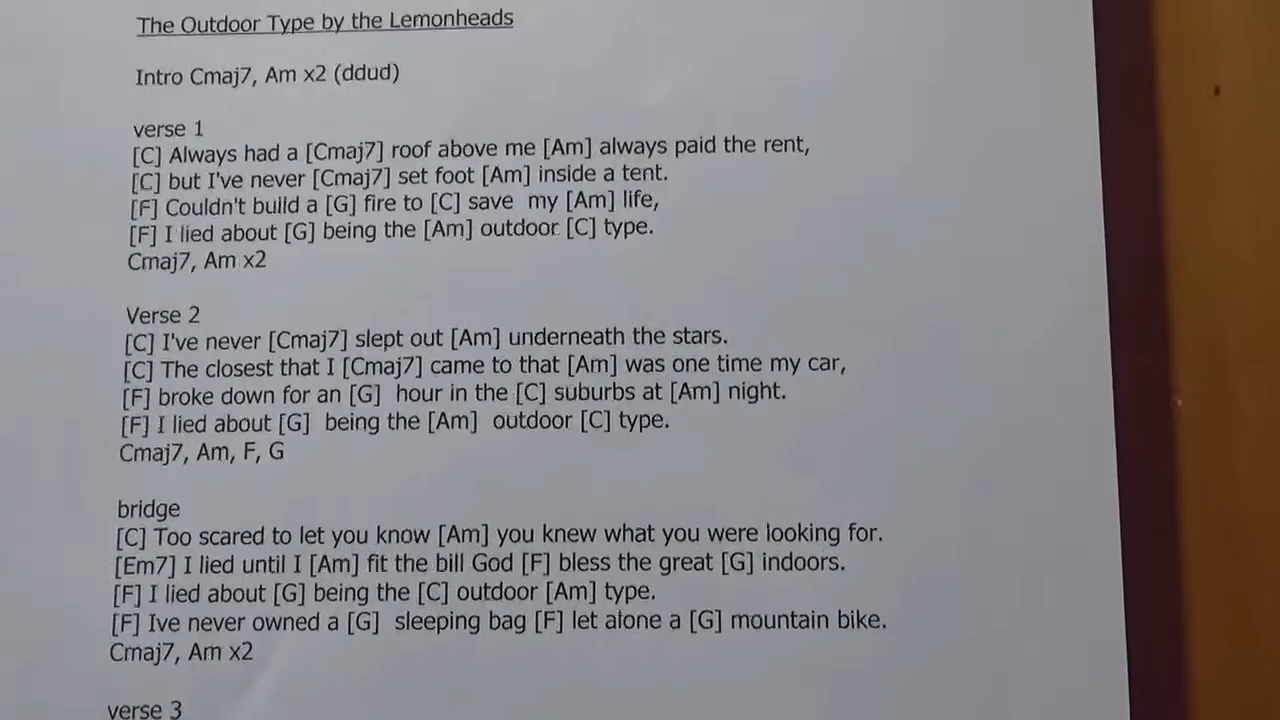 The Outdoor Type by the Lemonheads
Intro Cmaj7, Am x2 (ddud)
verse 1
[C] Always had a [Cmaj7] roof above me [Am] always paid the rent,
[C] but I've never [Cmaj7] set foot [Am] inside a tent.
[F] Couldn't build a [G] fire to [C] save  my [Am] life,
[F] I lied about [G] being the [Am] outdoor [C] type.
Cmaj7, Am x2
Verse 2
[C] I've never [Cmaj7] slept out [Am] underneath the stars.
[C] The closest that I [Cmaj7] came to that [Am] was one time my car,
[F] broke down for an [G]  hour in the [C] suburbs at [Am] night.
[F] I lied about [G]  being the [Am]  outdoor [C] type.
Cmaj7, Am, F, G
bridge
[C] Too scared to let you know [Am] you knew what you were looking for.
[Em7] I lied until I [Am] fit the bill God [F] bless the great [G] indoors.
[F] I lied about [G] being the [C] outdoor [Am] type.
[F] Ive never owned a [G]  sleeping bag [F] let alone a [G] mountain bike.
Cmaj7, Am x2
verse 3